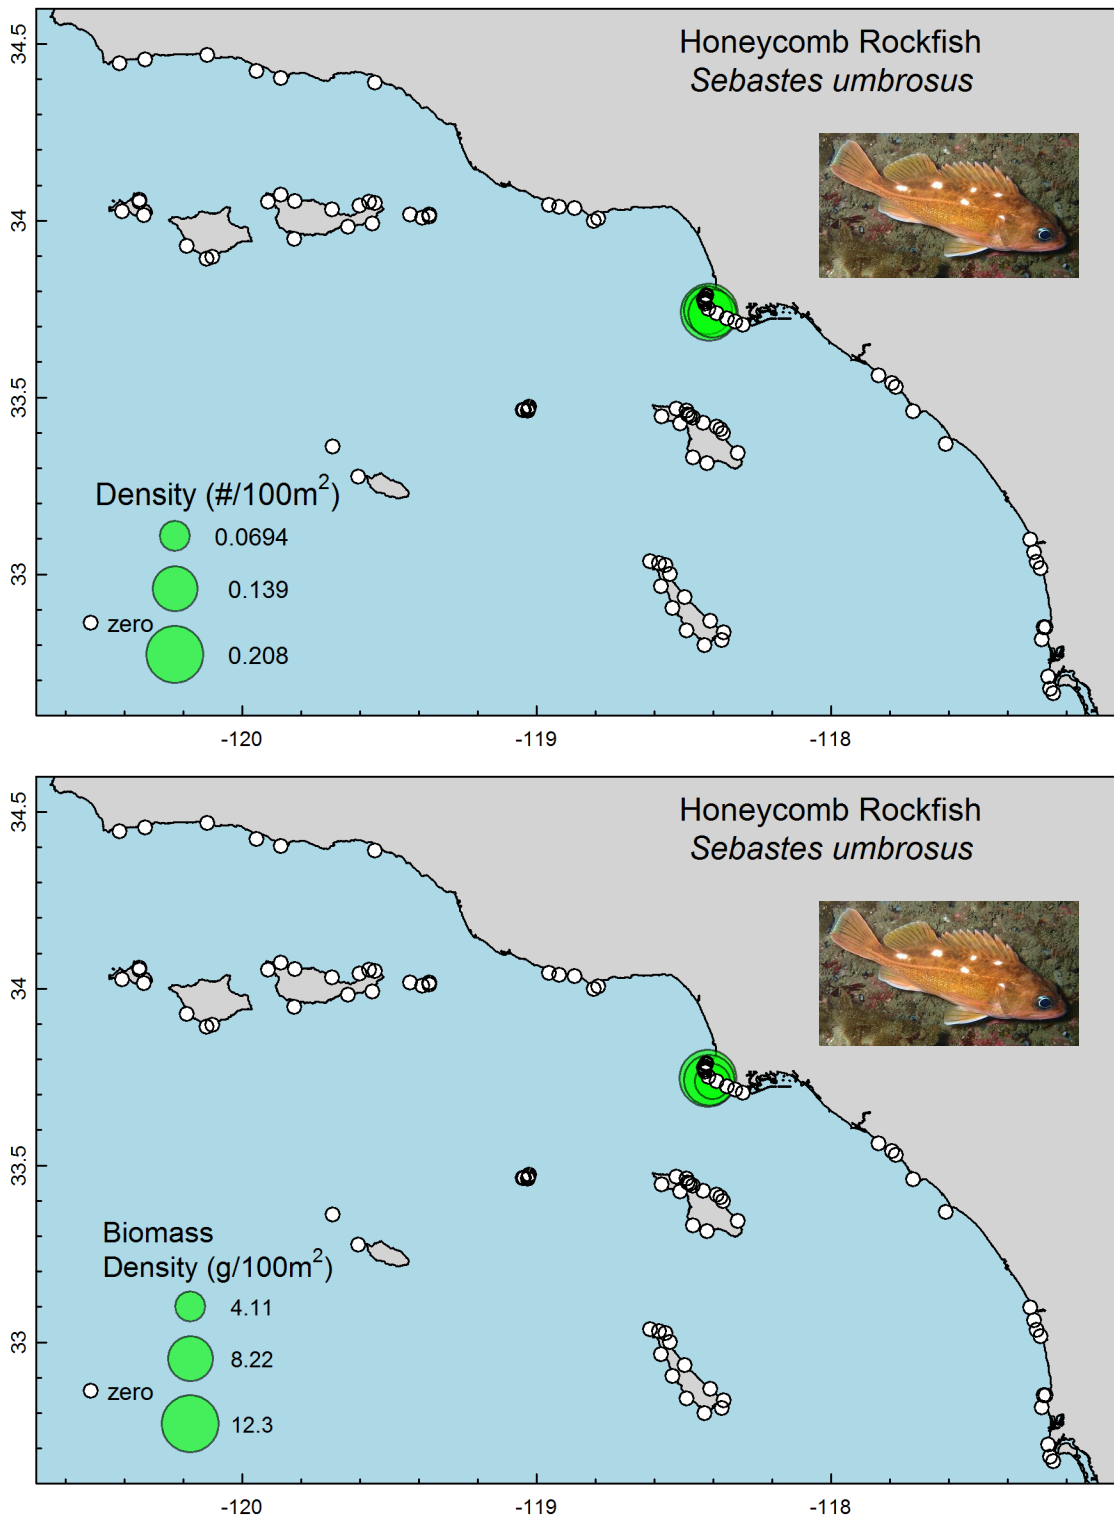 Honeycomb Rockfish
Sebastes umbrosus
34.5
34
33.5
33
Density (#/100m²)
0.0694
0.139
zero
0.208
-120
-119
-118
Honeycomb Rockfish
Sebastes umbrosus
34.5
34
33.5
33
Biomass
Density (g/100m²)
4.11
8.22
zero
12.3
-120
-119
-118